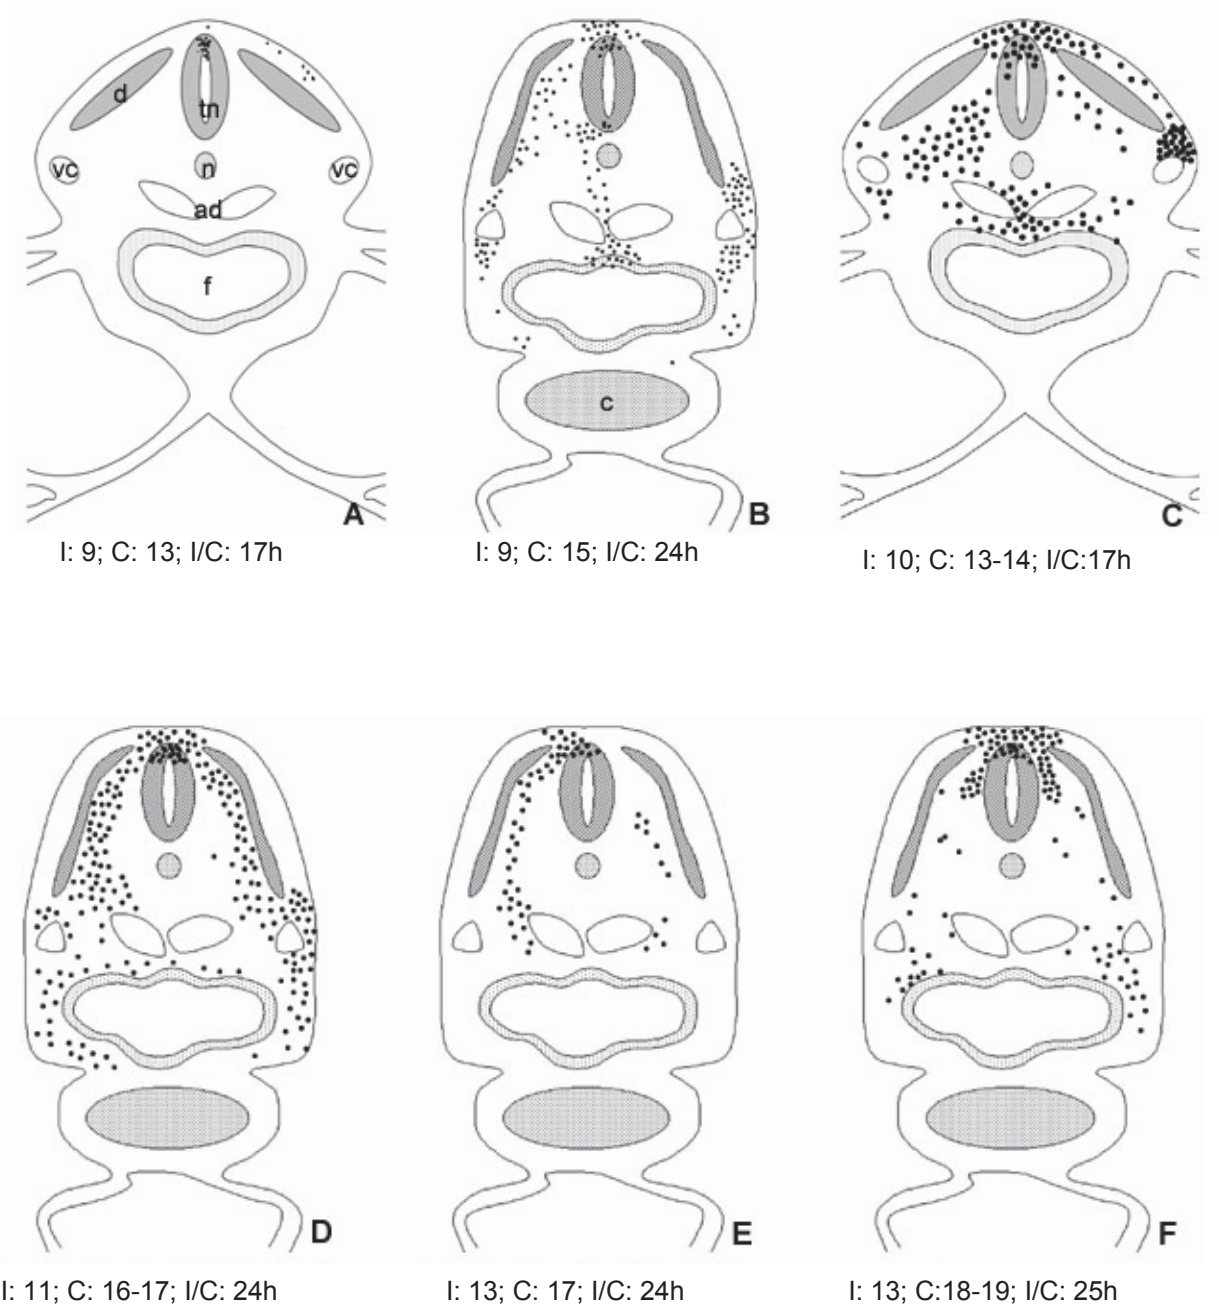 d
tn
vc
n
vc
ad
f
A
c
B
C
I: 9; C: 13; I/C: 17h
I: 9; C: 15; I/C: 24h
I: 10; C: 13-14; I/C:17h
D
E
F
I: 11; C: 16-17; I/C: 24h
I: 13; C: 17; I/C: 24h
I: 13; C:18-19; I/C: 25h